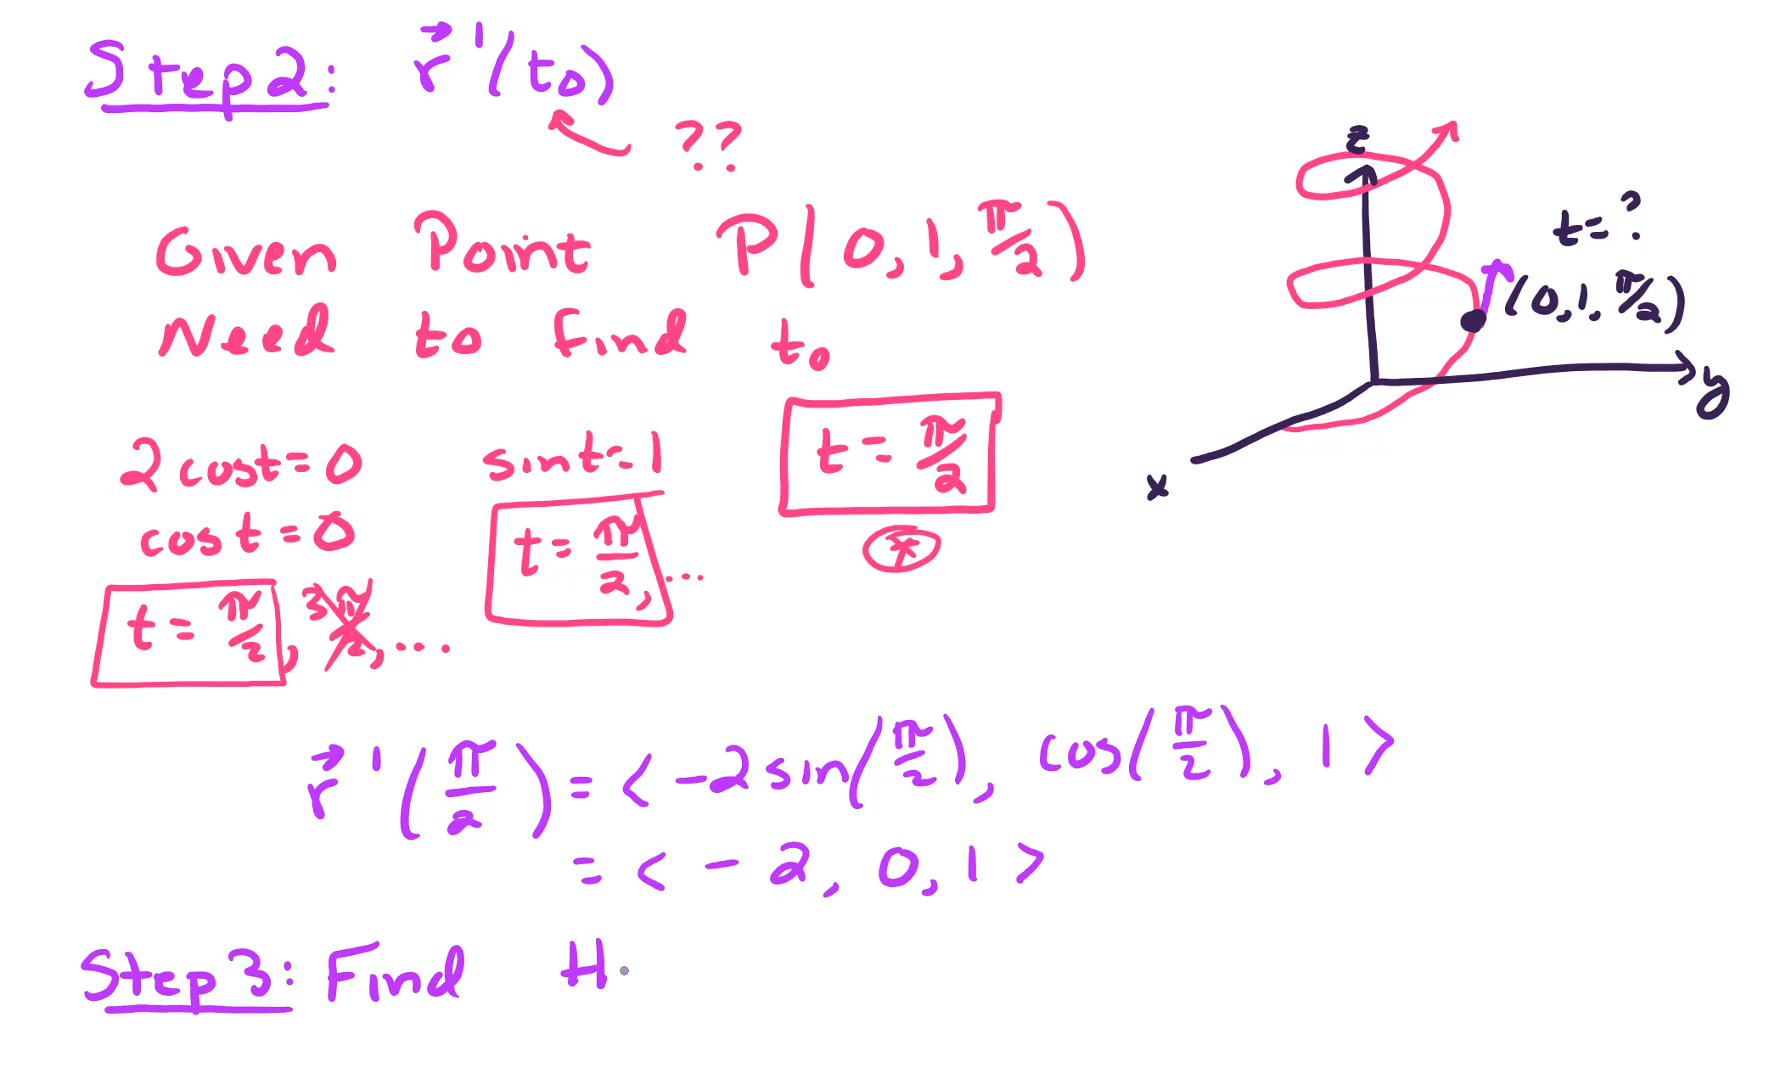 Step 2: r⃗ '(t₀)
??
Given Point P(0, 1, π/2)
Need to find t₀
2 cos t = 0
cos t = 0
t = π/2, 3π/2, ...
sin t = 1
t = π/2, ...
t = π/2
*
z
t = ?
(0, 1, π/2)
y
x
r⃗ '(π/2) = < -2 sin(π/2), cos(π/2), 1 >
= < -2, 0, 1 >
Step 3: Find